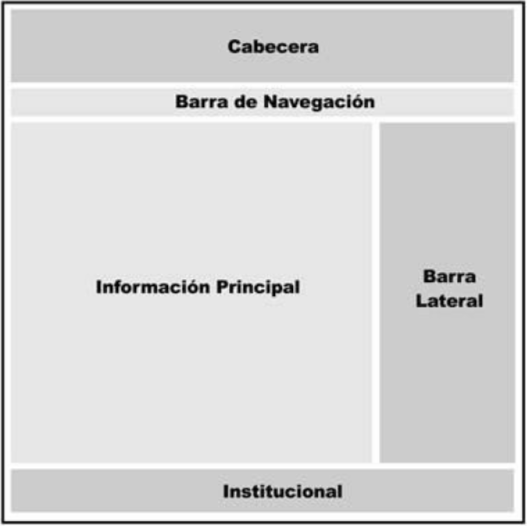 Cabecera
Barra de Navegación
Información Principal
Barra
Lateral
Institucional